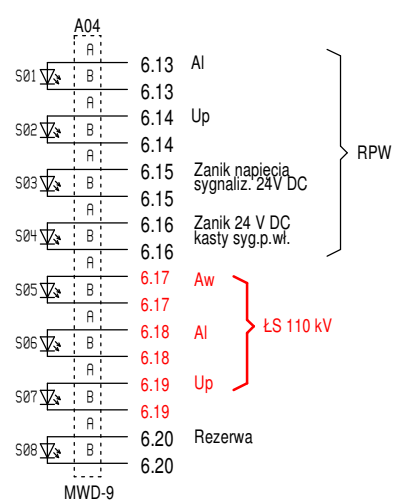 A04
A
6.13 Al
S01 B
6.13
A
6.14 Up
S02 B
6.14
A
6.15 Zanik napięcia
sygnaliz. 24V DC
S03 B
6.15
RPW
A
6.16 Zanik 24 V DC
kasty syg.p.wł.
S04 B
6.16
A
6.17 Aw
S05 B
6.17
A
6.18 Al
ŁS 110 kV
S06 B
6.18
A
6.19 Up
S07 B
6.19
A
6.20 Rezerwa
S08 B
6.20
MWD-9